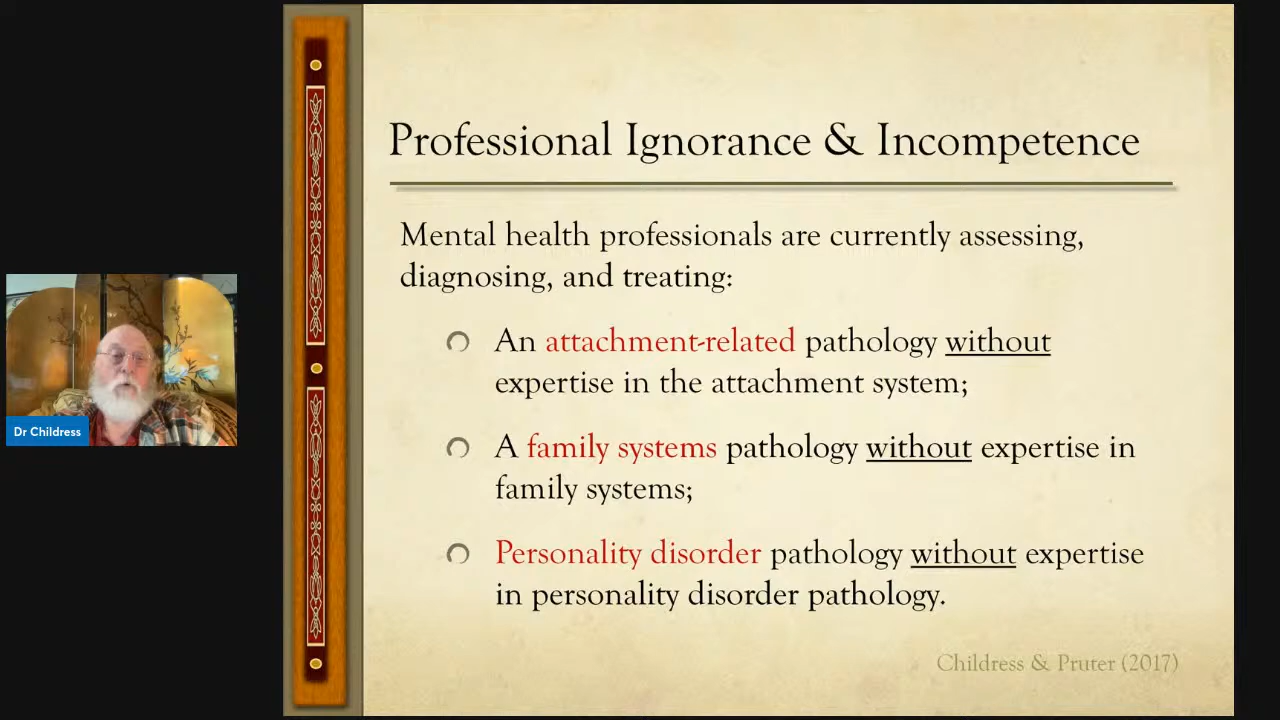 Professional Ignorance & Incompetence
Mental health professionals are currently assessing,
diagnosing, and treating:
An attachment-related pathology without
expertise in the attachment system;
A family systems pathology without expertise in
family systems;
Personality disorder pathology without expertise
in personality disorder pathology.
Childress & Pruter (2017)
Dr Childress